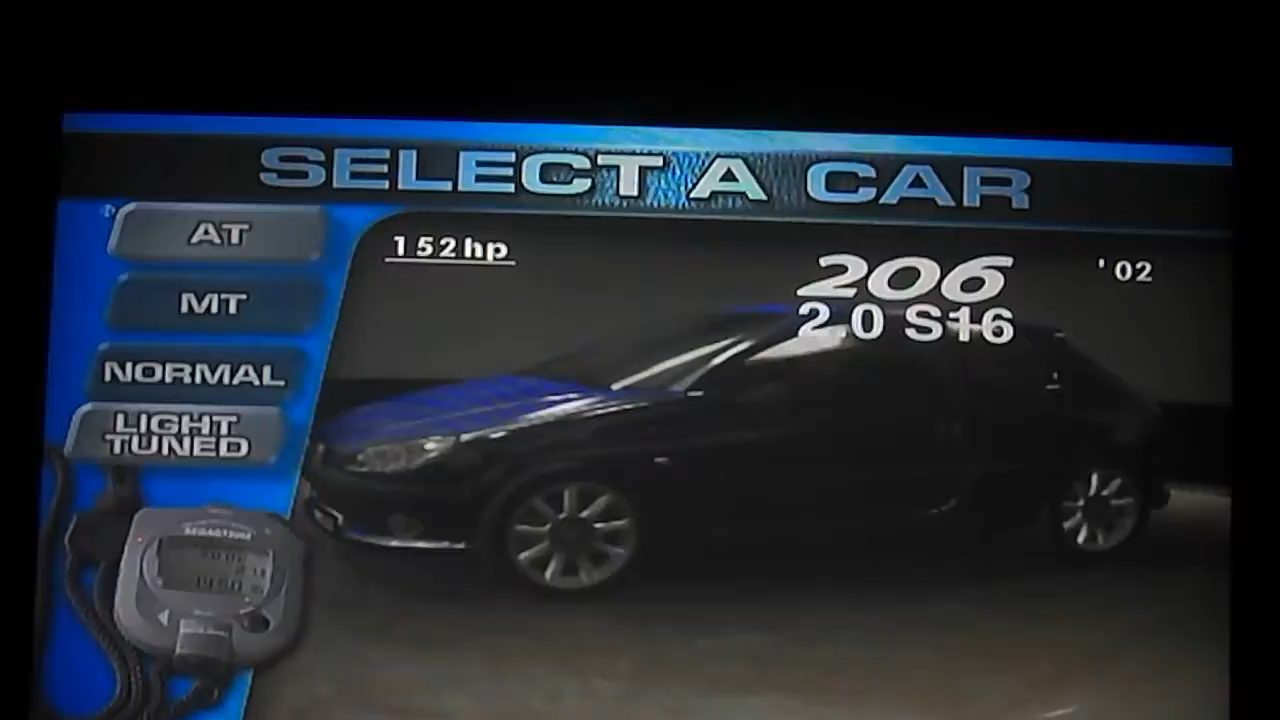 SELECT A CAR
AT
MT
NORMAL
LIGHT
TUNED
152hp
206
2.0 S16
'02